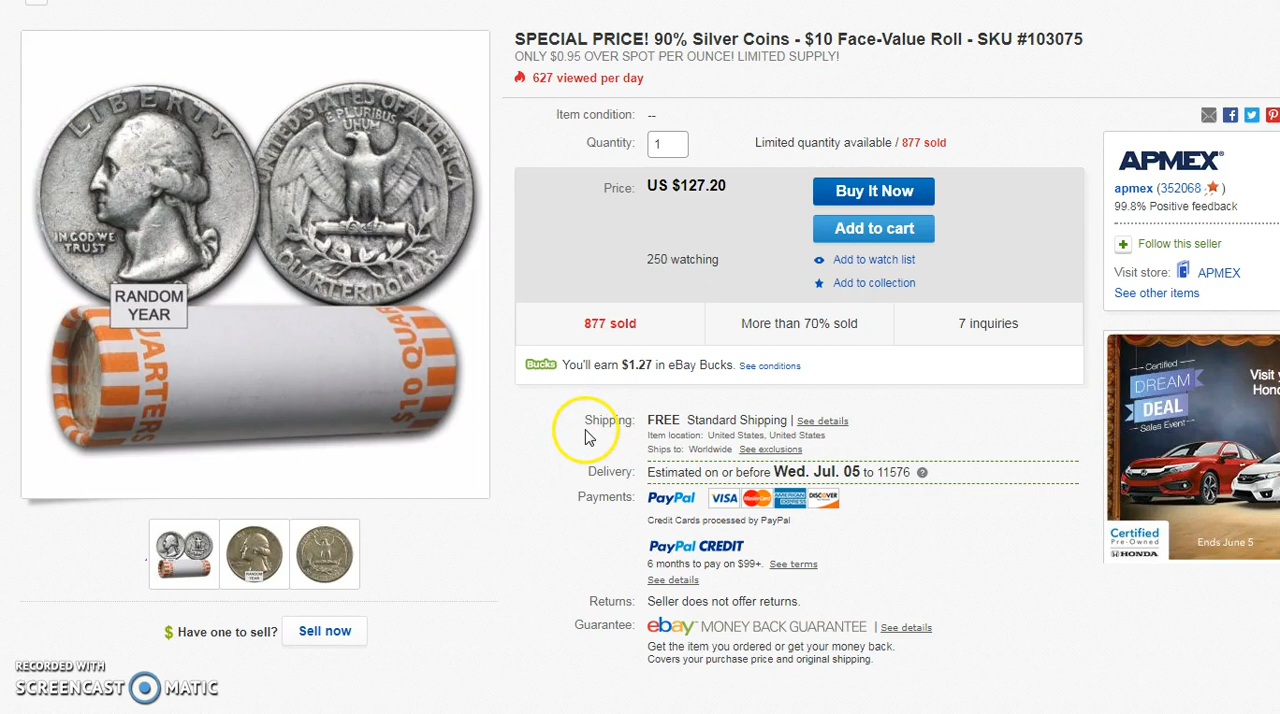 SPECIAL PRICE! 90% Silver Coins - $10 Face-Value Roll - SKU #103075
ONLY $0.95 OVER SPOT PER OUNCE! LIMITED SUPPLY!
627 viewed per day
Item condition: --
Quantity: 1 Limited quantity available / 877 sold
Price: US $127.20 Buy It Now
Add to cart
250 watching Add to watch list
Add to collection
877 sold More than 70% sold 7 inquiries
Bucks You'll earn $1.27 in eBay Bucks. See conditions
Shipping: FREE Standard Shipping | See details
Item location: United States, United States
Ships to: Worldwide See exclusions
Delivery: Estimated on or before Wed. Jul. 05 to 11576 ?
Payments: PayPal VISA MasterCard AMERICAN EXPRESS DISCOVER
Credit Cards processed by PayPal
PayPal CREDIT
6 months to pay on $99+. See terms
See details
Returns: Seller does not offer returns.
Guarantee: ebay MONEY BACK GUARANTEE | See details
Get the item you ordered or get your money back.
Covers your purchase price and original shipping.
LIBERTY
IN GOD WE
TRUST
UNITED STATES OF AMERICA
E PLURIBUS
UNUM
QUARTER DOLLAR
RANDOM
YEAR
QUARTERS
$10 QUAR
RANDOM
YEAR
$ Have one to sell? Sell now
RECORDED WITH
SCREENCAST MATIC
APMEX
apmex (352068 )
99.8% Positive feedback
Follow this seller
Visit store: APMEX
See other items
Certified
DREAM
DEAL
Sales Event
Visit y
Hon
Certified
Pre-Owned
HONDA
Ends June 5